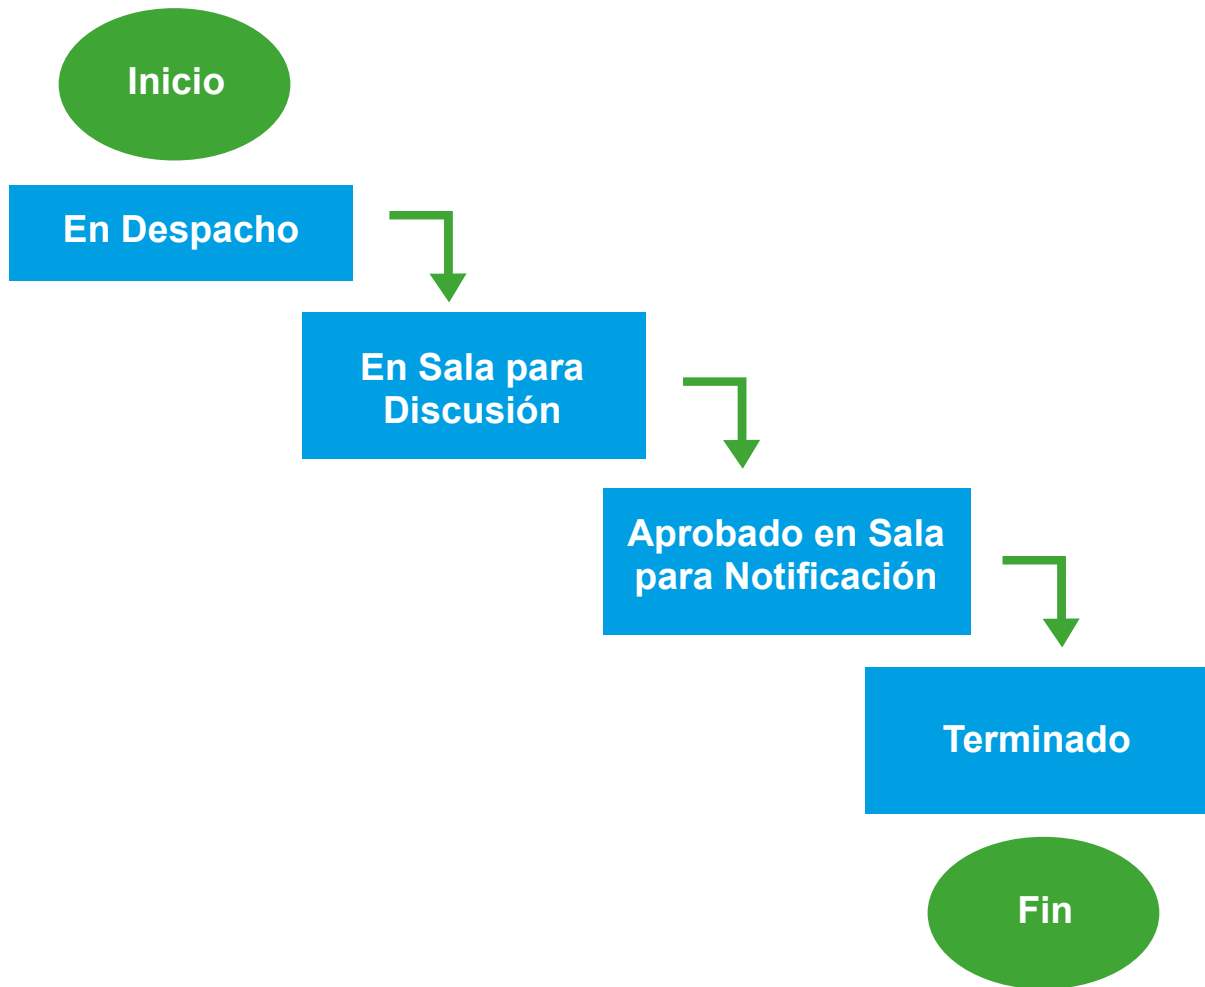 Inicio
En Despacho
En Sala para
Discusión
Aprobado en Sala
para Notificación
Terminado
Fin